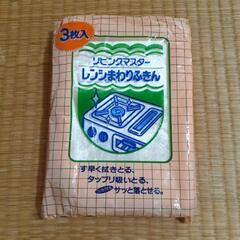 3枚入
リビングマスター
レンジまわりふきん
す早く拭きとる、
タップリ吸いとる、
サッと落とせる。